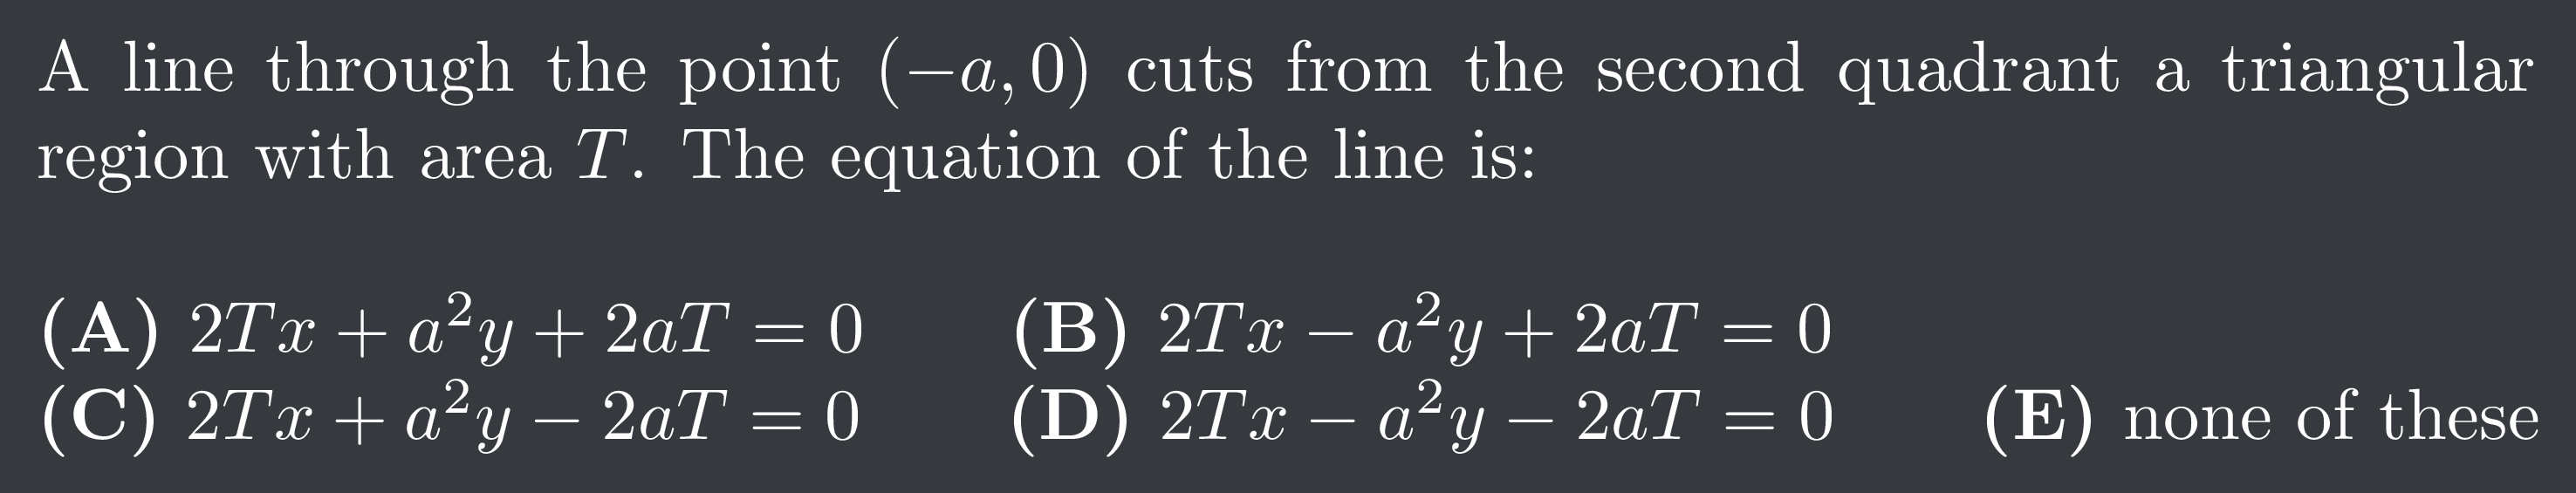 A line through the point (−a, 0) cuts from the second quadrant a triangular
region with area T. The equation of the line is:
(A) 2Tx + a²y + 2aT = 0 (B) 2Tx − a²y + 2aT = 0
(C) 2Tx + a²y − 2aT = 0 (D) 2Tx − a²y − 2aT = 0 (E) none of these